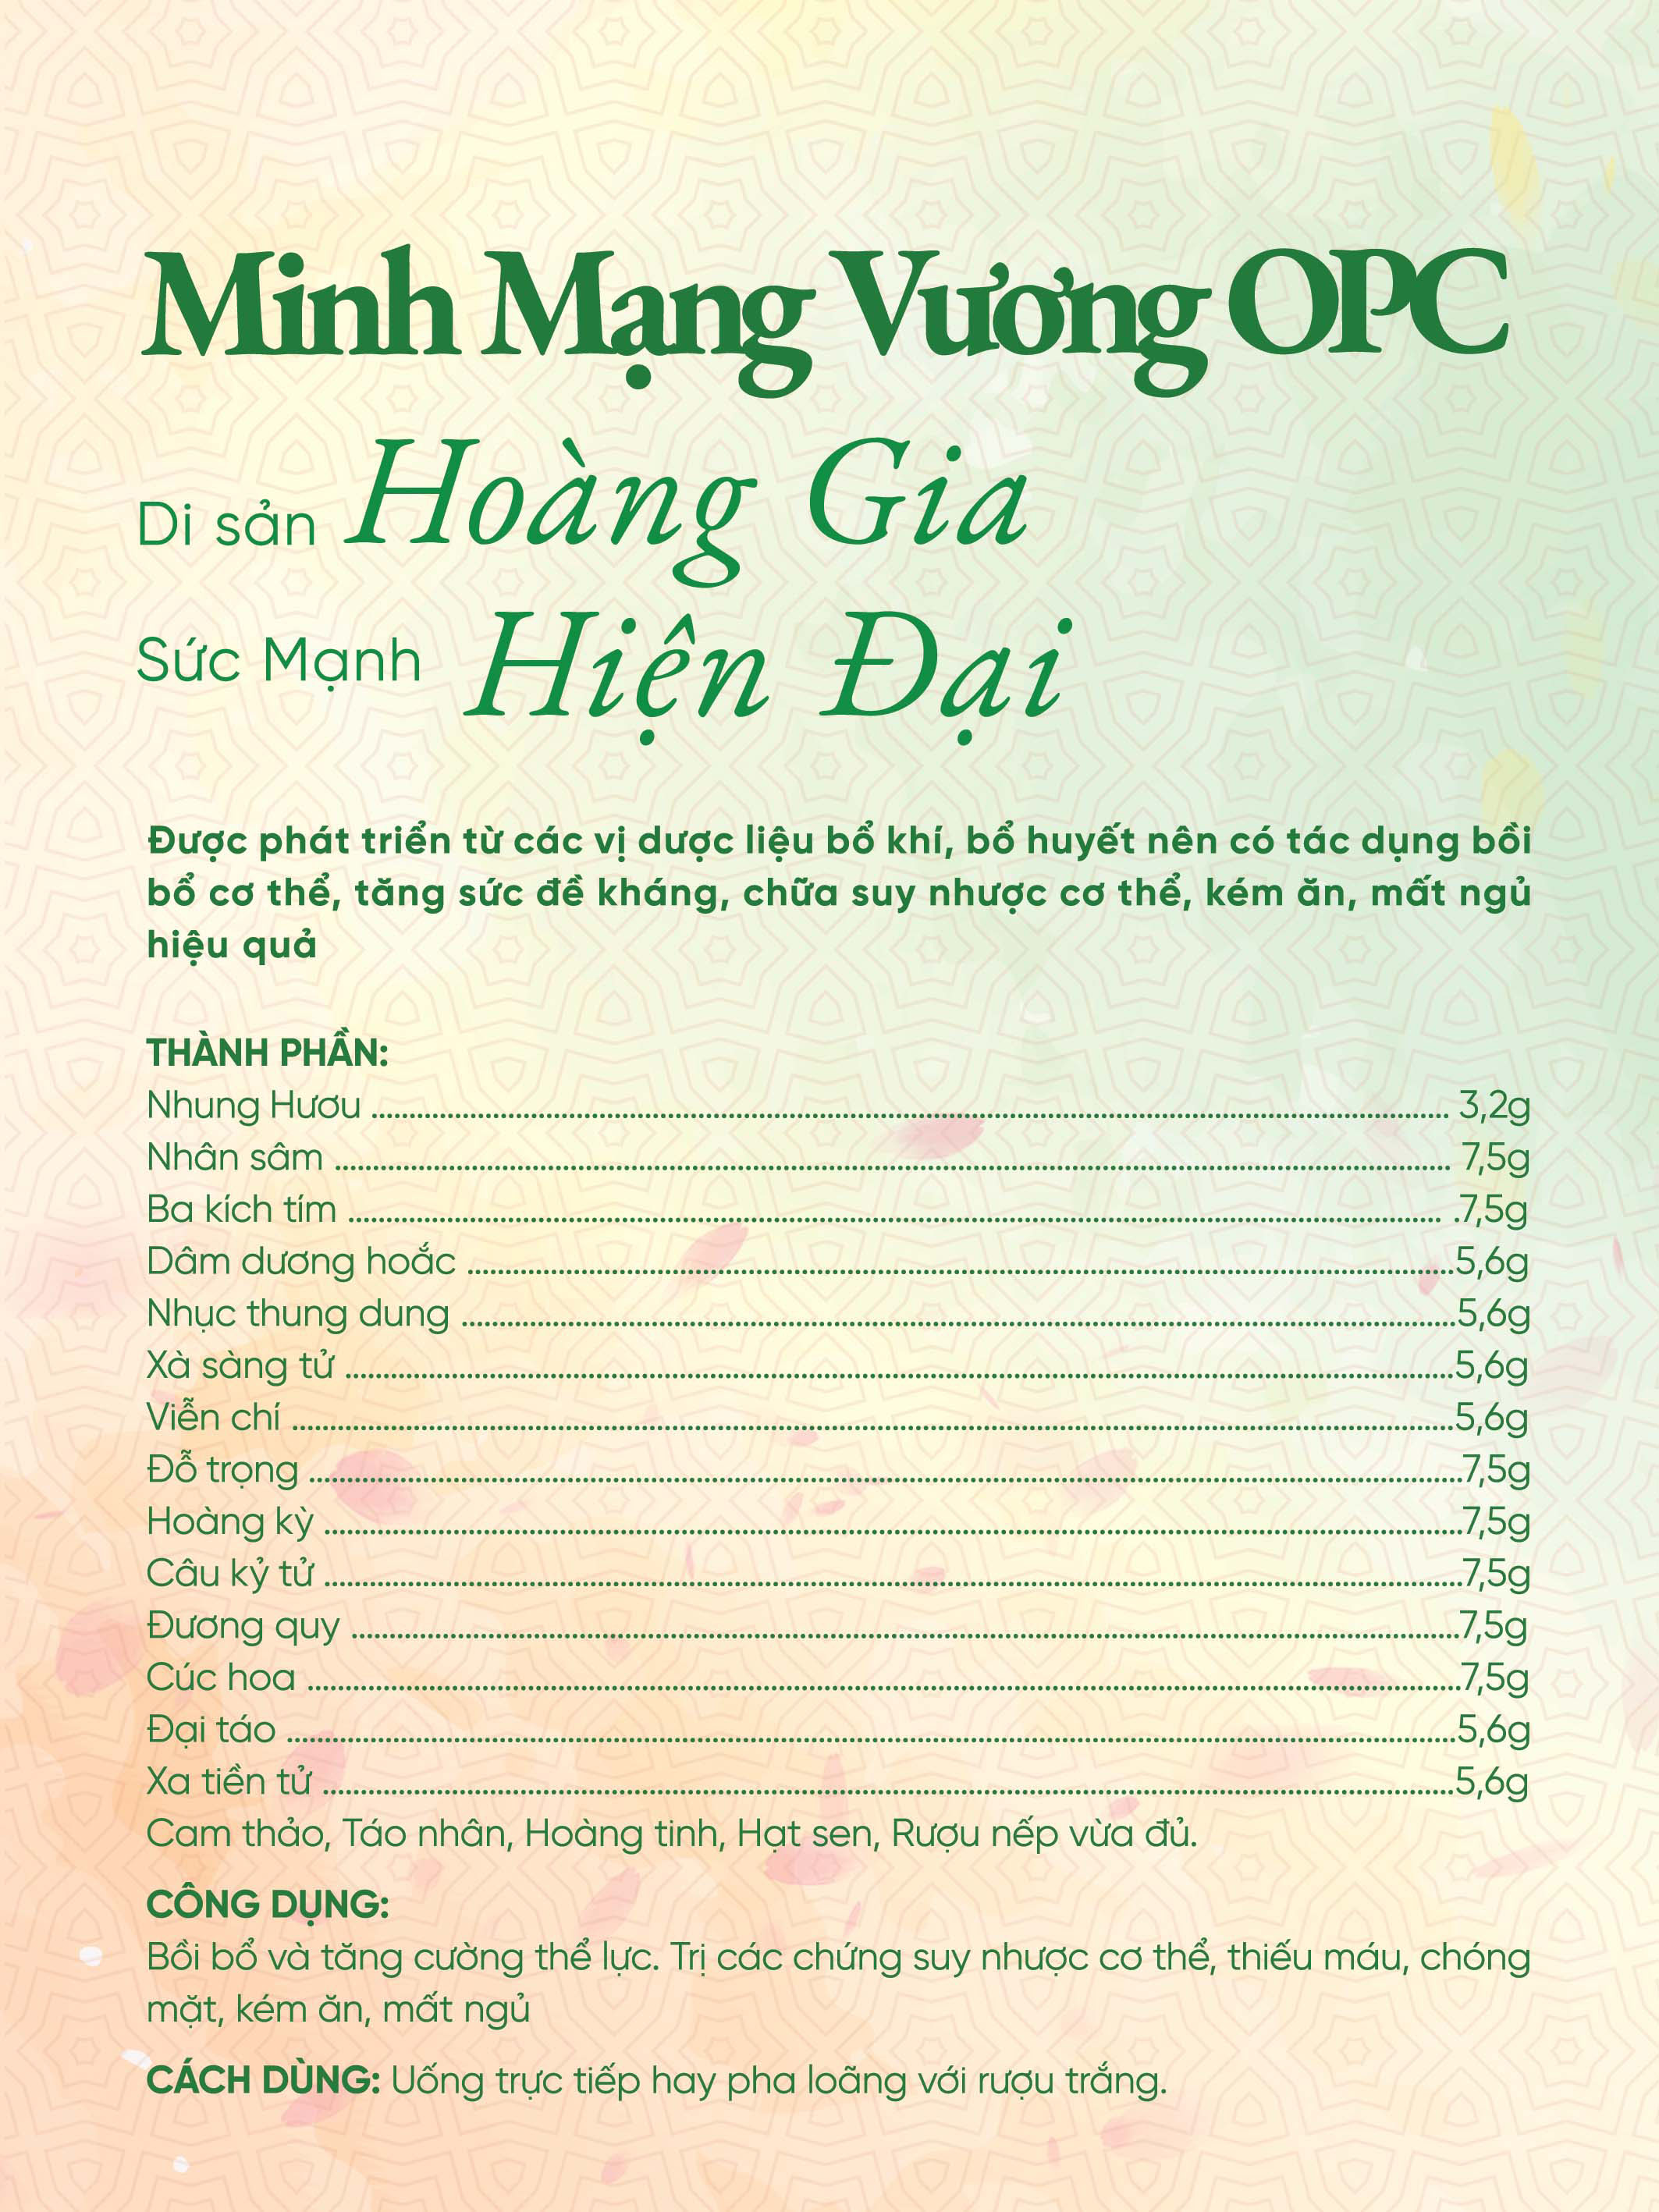 Minh Mạng Vương OPC
Di sản Hoàng Gia
Sức Mạnh Hiện Đại
Được phát triển từ các vị dược liệu bổ khí, bổ huyết nên có tác dụng bồi
bổ cơ thể, tăng sức đề kháng, chữa suy nhược cơ thể, kém ăn, mất ngủ
hiệu quả
THÀNH PHẦN:
Nhung Hươu ........ 3,2g
Nhân sâm ........ 7,5g
Ba kích tím ........ .7,5g
Dâm dương hoắc ........5,6g
Nhục thung dung ........5,6g
Xà sàng tử ........5,6g
Viễn chí ........5,6g
Đỗ trọng ........7,5g
Hoàng kỳ ........7,5g
Câu kỷ tử ........7,5g
Đương quy ........7,5g
Cúc hoa ........7,5g
Đại táo ........5,6g
Xa tiền tử ........5,6g
Cam thảo, Táo nhân, Hoàng tinh, Hạt sen, Rượu nếp vừa đủ.
CÔNG DỤNG:
Bồi bổ và tăng cường thể lực. Trị các chứng suy nhược cơ thể, thiếu máu, chóng
mặt, kém ăn, mất ngủ
CÁCH DÙNG: Uống trực tiếp hay pha loãng với rượu trắng.